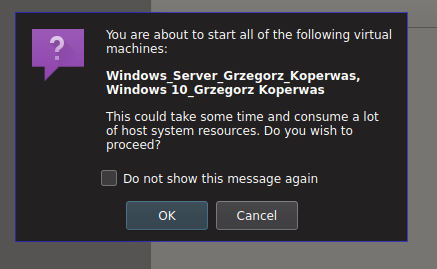 You are about to start all of the following virtual
machines:
Windows_Server_Grzegorz_Koperwas,
Windows 10_Grzegorz Koperwas
This could take some time and consume a lot
of host system resources. Do you wish to
proceed?
Do not show this message again
OK Cancel